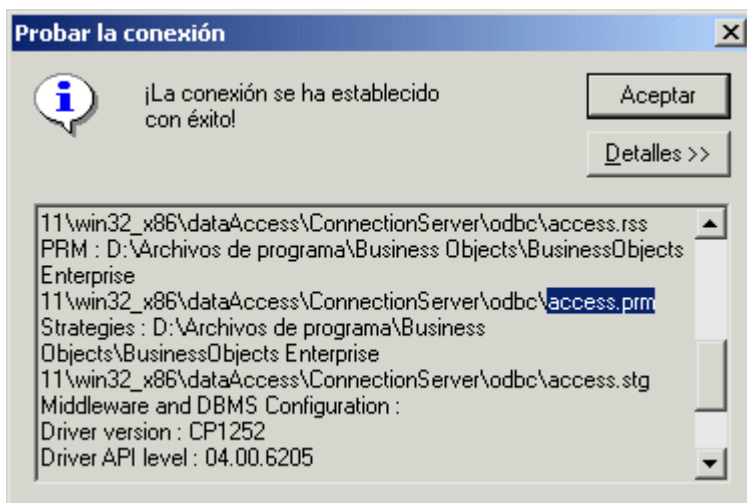 Probar la conexión
¡La conexión se ha establecido
con éxito!
Aceptar
Detalles >>
11\win32_x86\dataAccess\ConnectionServer\odbc\access.rss
PRM : D:\Archivos de programa\Business Objects\BusinessObjects
Enterprise
11\win32_x86\dataAccess\ConnectionServer\odbc\access.prm
Strategies : D:\Archivos de programa\Business
Objects\BusinessObjects Enterprise
11\win32_x86\dataAccess\ConnectionServer\odbc\access.stg
Middleware and DBMS Configuration :
Driver version : CP1252
Driver API level : 04.00.6205